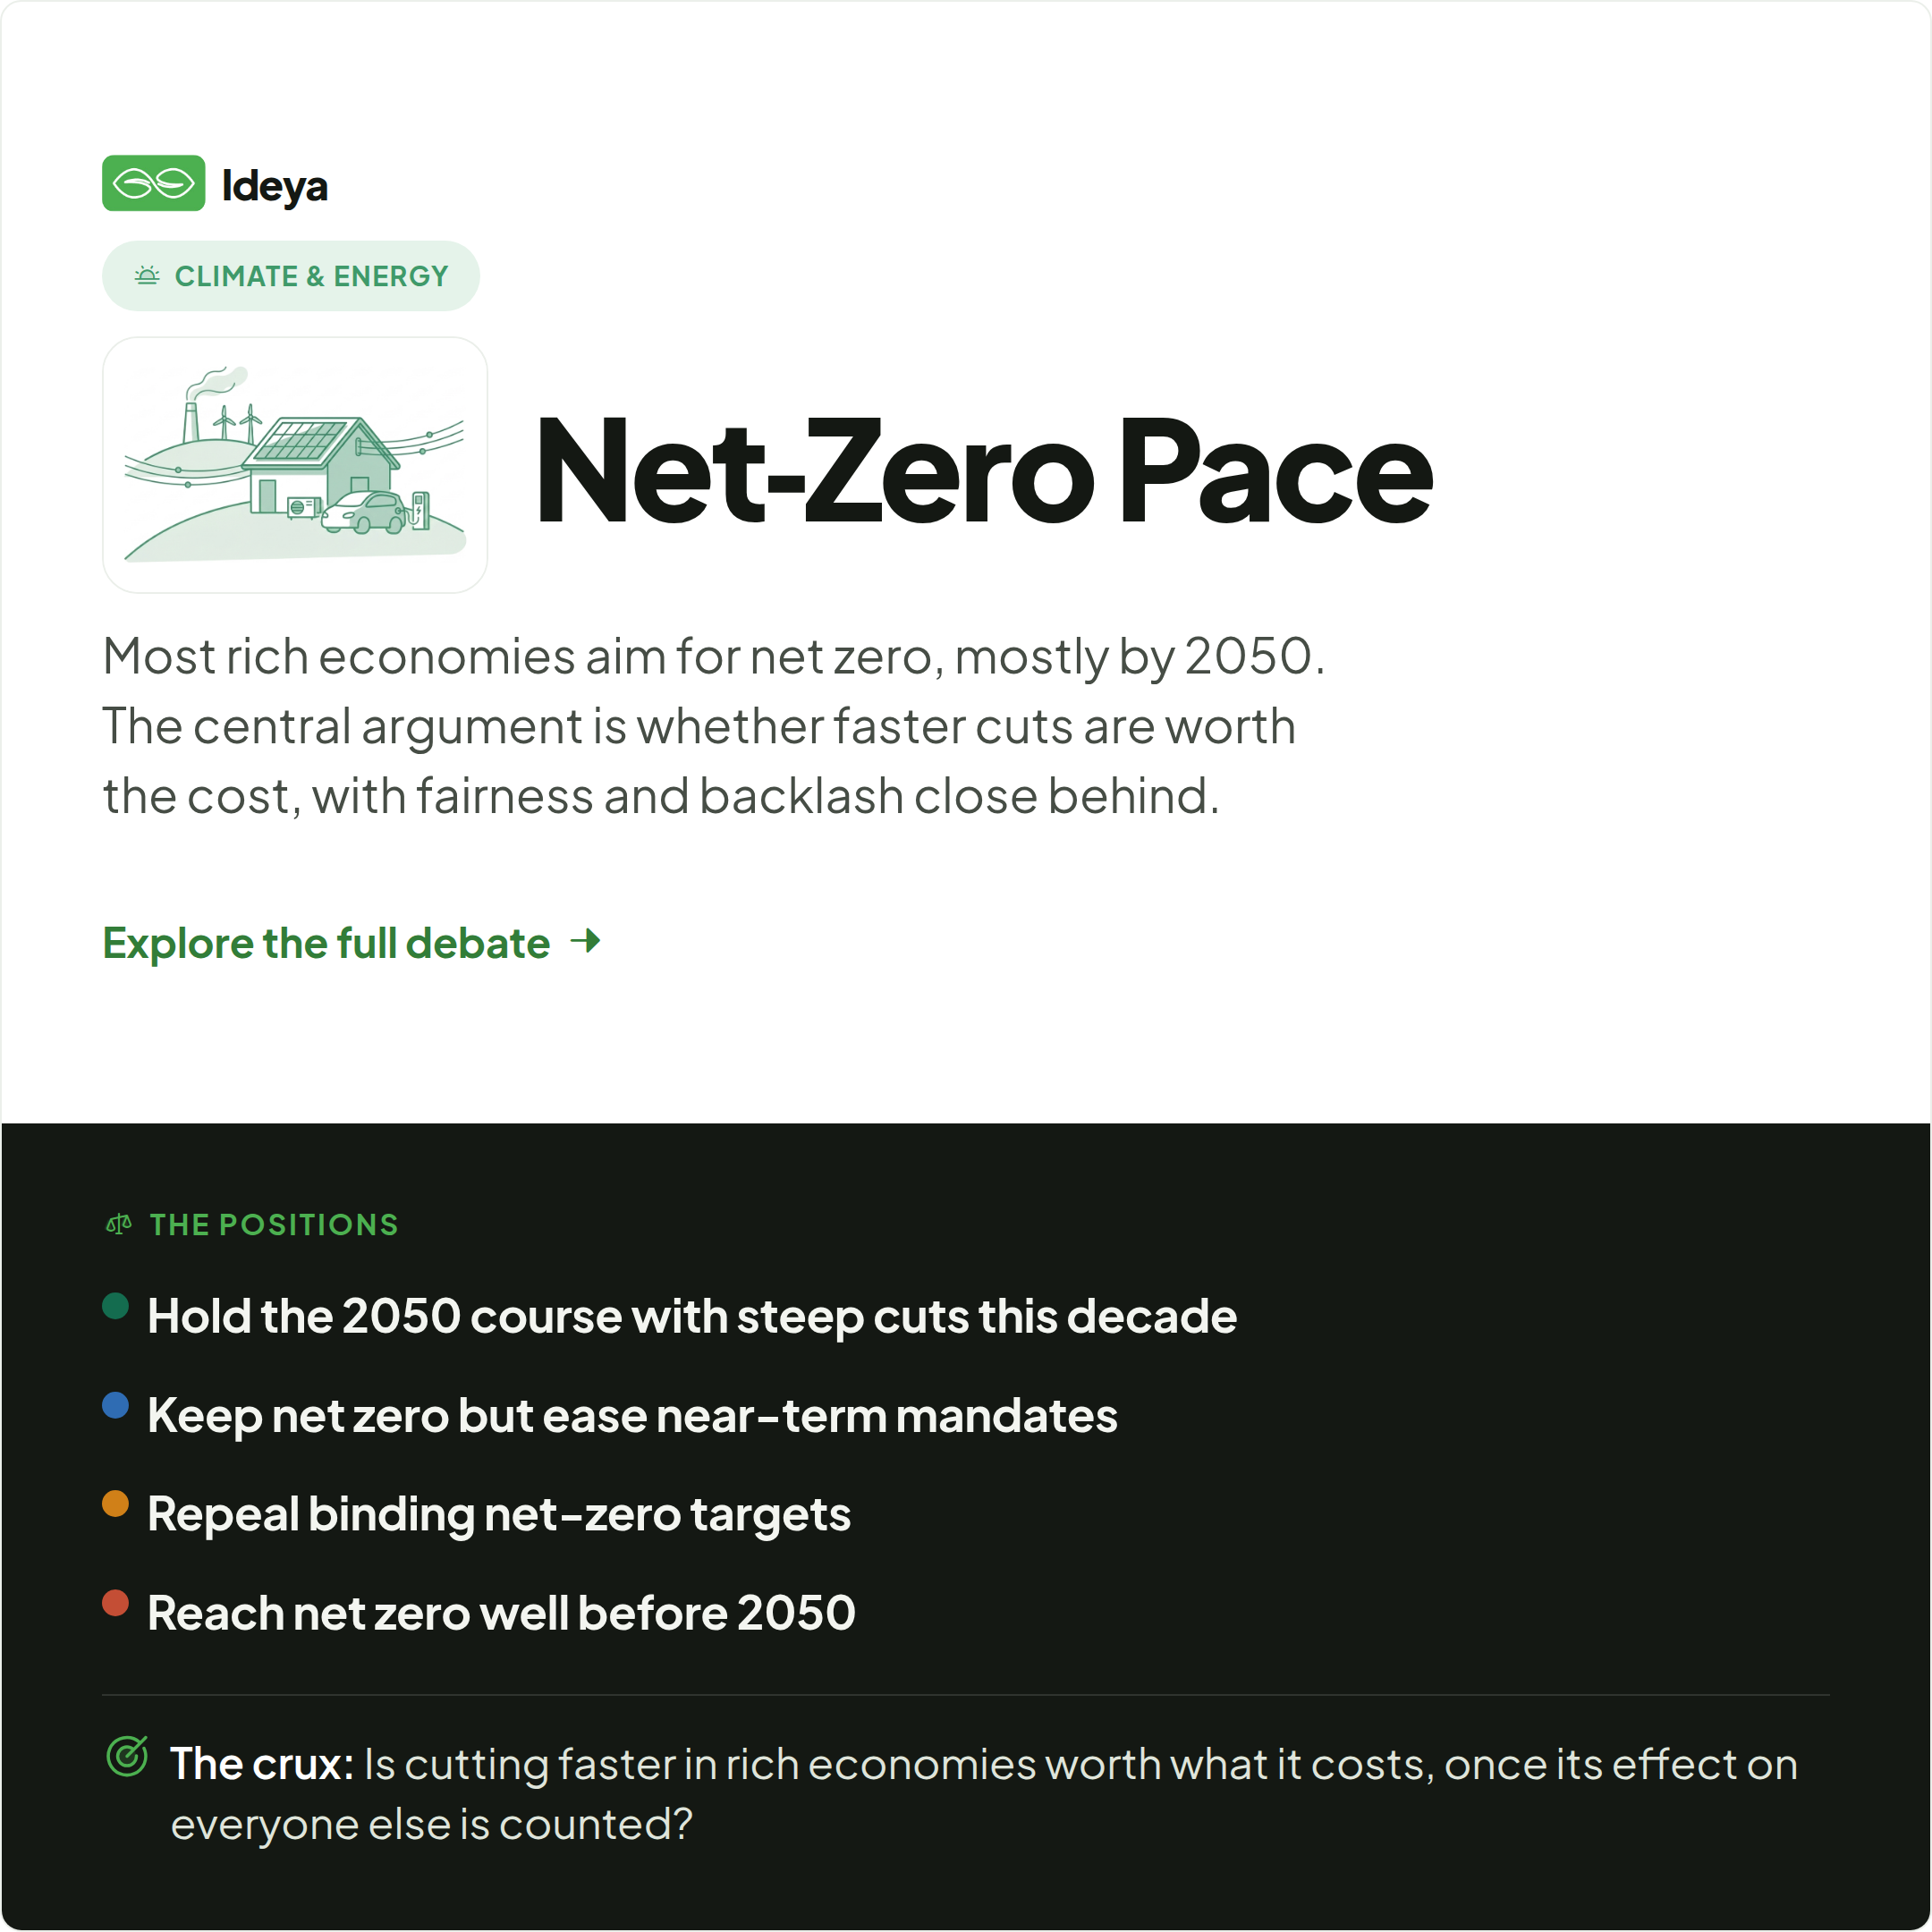 Ideya
CLIMATE & ENERGY
Net-Zero Pace
Most rich economies aim for net zero, mostly by 2050.
The central argument is whether faster cuts are worth
the cost, with fairness and backlash close behind.
Explore the full debate
THE POSITIONS
Hold the 2050 course with steep cuts this decade
Keep net zero but ease near-term mandates
Repeal binding net-zero targets
Reach net zero well before 2050
The crux: Is cutting faster in rich economies worth what it costs, once its effect on
everyone else is counted?